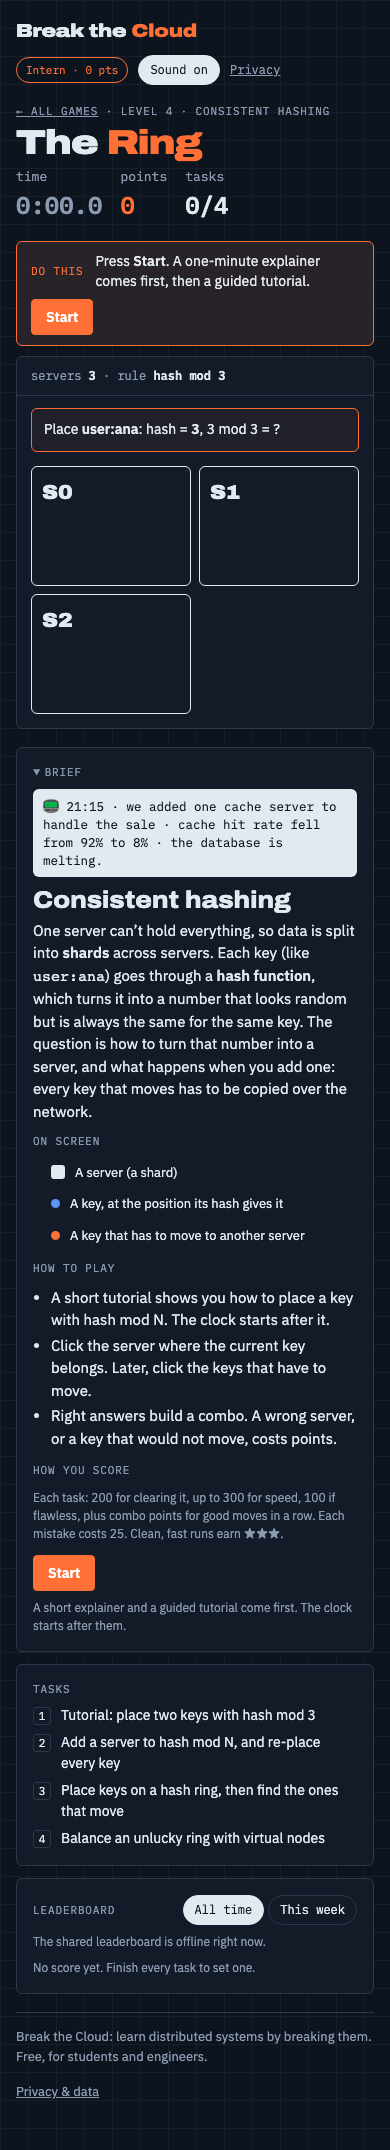 Break the Cloud
Intern · 0 pts
Sound on
Privacy
← ALL GAMES · LEVEL 4 · CONSISTENT HASHING
The Ring
time
points
tasks
0:00.0
0
0/4
DO THIS
Press Start. A one-minute explainer
comes first, then a guided tutorial.
Start
servers 3 · rule hash mod 3
Place user:ana: hash = 3, 3 mod 3 = ?
S0
S1
S2
▼ BRIEF
21:15 · we added one cache server to
handle the sale · cache hit rate fell
from 92% to 8% · the database is
melting.
Consistent hashing
One server can’t hold everything, so data is split
into shards across servers. Each key (like
user:ana) goes through a hash function,
which turns it into a number that looks random
but is always the same for the same key. The
question is how to turn that number into a
server, and what happens when you add one:
every key that moves has to be copied over the
network.
ON SCREEN
A server (a shard)
A key, at the position its hash gives it
A key that has to move to another server
HOW TO PLAY
• A short tutorial shows you how to place a key
with hash mod N. The clock starts after it.
• Click the server where the current key
belongs. Later, click the keys that have to
move.
• Right answers build a combo. A wrong server,
or a key that would not move, costs points.
HOW YOU SCORE
Each task: 200 for clearing it, up to 300 for speed, 100 if
flawless, plus combo points for good moves in a row. Each
mistake costs 25. Clean, fast runs earn ★★★.
Start
A short explainer and a guided tutorial come first. The clock
starts after them.
TASKS
1 Tutorial: place two keys with hash mod 3
2 Add a server to hash mod N, and re-place
every key
3 Place keys on a hash ring, then find the ones
that move
4 Balance an unlucky ring with virtual nodes
LEADERBOARD
All time
This week
The shared leaderboard is offline right now.
No score yet. Finish every task to set one.
Break the Cloud: learn distributed systems by breaking them.
Free, for students and engineers.
Privacy & data